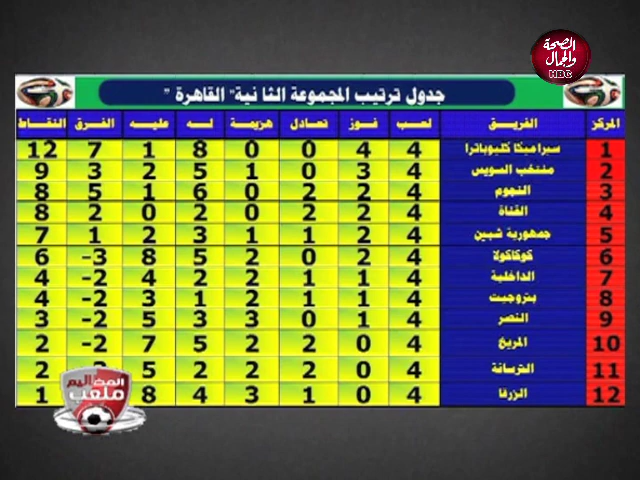 الصحة
والجمال
HBG
جدول ترتيب المجموعة الثانية" القاهرة "
المركز الفريق لعب فوز تعادل هزيمة له عليه الفرق النقاط
1 سيراميكا كليوباترا 4 4 0 0 8 1 7 12
2 منتخب السويس 4 3 0 1 5 2 3 9
3 النجوم 4 2 2 0 6 1 5 8
4 القناة 4 2 2 0 2 0 2 8
5 جمهورية شبين 4 2 1 1 3 2 1 7
6 كوكاكولا 4 2 0 2 5 8 -3 6
7 الداخلية 4 1 1 2 2 4 -2 4
8 بتروجيت 4 1 1 2 1 3 -2 4
9 النصر 4 1 0 3 3 5 -2 3
10 المريخ 4 0 2 2 5 7 -2 2
11 الترسانة 4 0 2 2 2 5 2
12 الزرقا 4 0 1 3 4 8 1
ملعب